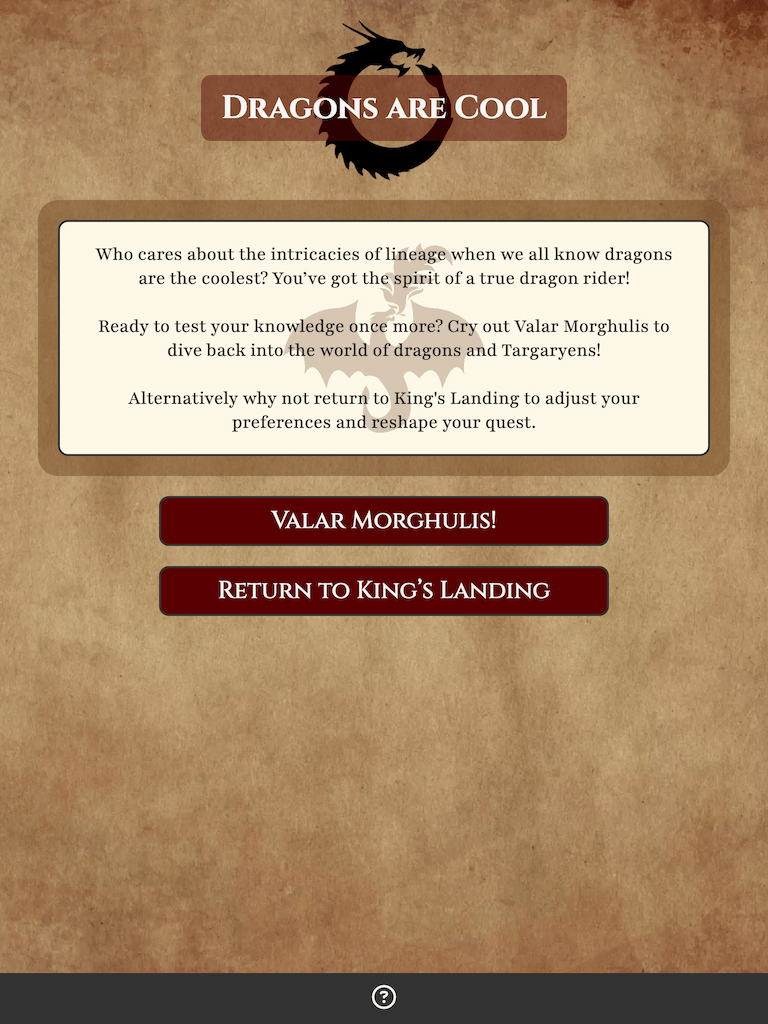 Dragons are Cool
Who cares about the intricacies of lineage when we all know dragons
are the coolest? You’ve got the spirit of a true dragon rider!
Ready to test your knowledge once more? Cry out Valar Morghulis to
dive back into the world of dragons and Targaryens!
Alternatively why not return to King's Landing to adjust your
preferences and reshape your quest.
Valar Morghulis!
Return to King’s Landing
?